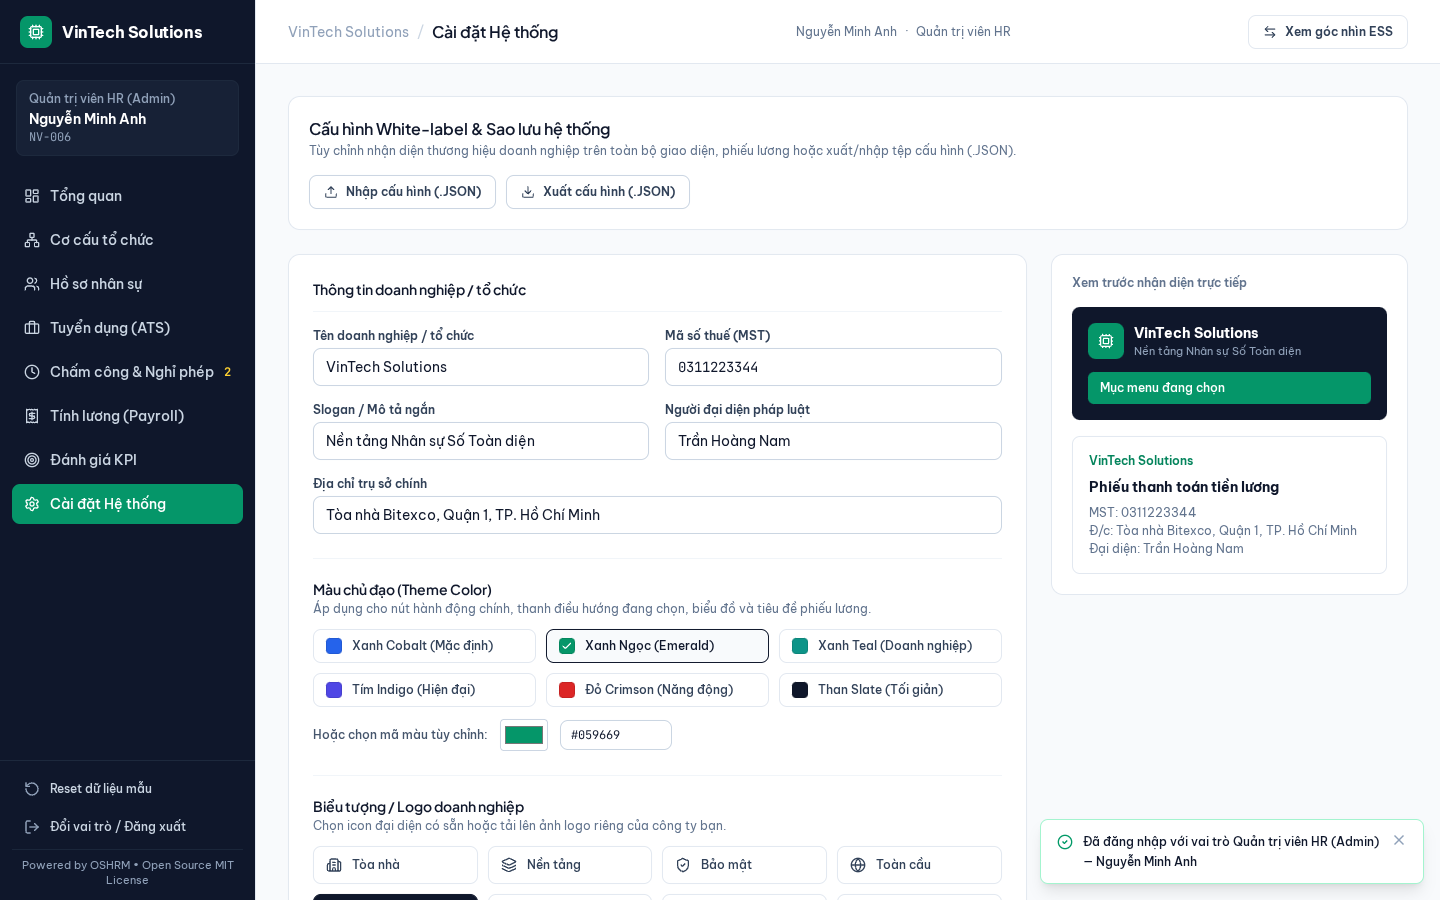 VinTech Solutions
Quản trị viên HR (Admin)
Nguyễn Minh Anh
NV-006
Tổng quan
Cơ cấu tổ chức
Hồ sơ nhân sự
Tuyển dụng (ATS)
Chấm công & Nghỉ phép 2
Tính lương (Payroll)
Đánh giá KPI
Cài đặt Hệ thống
Reset dữ liệu mẫu
Đổi vai trò / Đăng xuất
Powered by OSHRM • Open Source MIT
License
VinTech Solutions / Cài đặt Hệ thống
Nguyễn Minh Anh · Quản trị viên HR
Xem góc nhìn ESS
Cấu hình White-label & Sao lưu hệ thống
Tùy chỉnh nhận diện thương hiệu doanh nghiệp trên toàn bộ giao diện, phiếu lương hoặc xuất/nhập tệp cấu hình (.JSON).
Nhập cấu hình (.JSON)
Xuất cấu hình (.JSON)
Thông tin doanh nghiệp / tổ chức
Tên doanh nghiệp / tổ chức
VinTech Solutions
Mã số thuế (MST)
0311223344
Slogan / Mô tả ngắn
Nền tảng Nhân sự Số Toàn diện
Người đại diện pháp luật
Trần Hoàng Nam
Địa chỉ trụ sở chính
Tòa nhà Bitexco, Quận 1, TP. Hồ Chí Minh
Màu chủ đạo (Theme Color)
Áp dụng cho nút hành động chính, thanh điều hướng đang chọn, biểu đồ và tiêu đề phiếu lương.
Xanh Cobalt (Mặc định)
Xanh Ngọc (Emerald)
Xanh Teal (Doanh nghiệp)
Tím Indigo (Hiện đại)
Đỏ Crimson (Năng động)
Than Slate (Tối giản)
Hoặc chọn mã màu tùy chỉnh:
#059669
Biểu tượng / Logo doanh nghiệp
Chọn icon đại diện có sẵn hoặc tải lên ảnh logo riêng của công ty bạn.
Tòa nhà
Nền tảng
Bảo mật
Toàn cầu
Xem trước nhận diện trực tiếp
VinTech Solutions
Nền tảng Nhân sự Số Toàn diện
Mục menu đang chọn
VinTech Solutions
Phiếu thanh toán tiền lương
MST: 0311223344
Đ/c: Tòa nhà Bitexco, Quận 1, TP. Hồ Chí Minh
Đại diện: Trần Hoàng Nam
Đã đăng nhập với vai trò Quản trị viên HR (Admin)
— Nguyễn Minh Anh